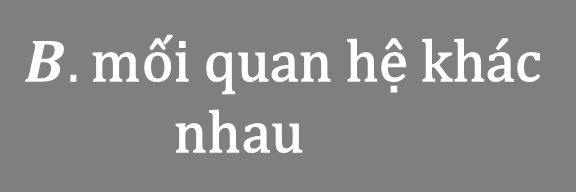 B. mối quan hệ khác
nhau